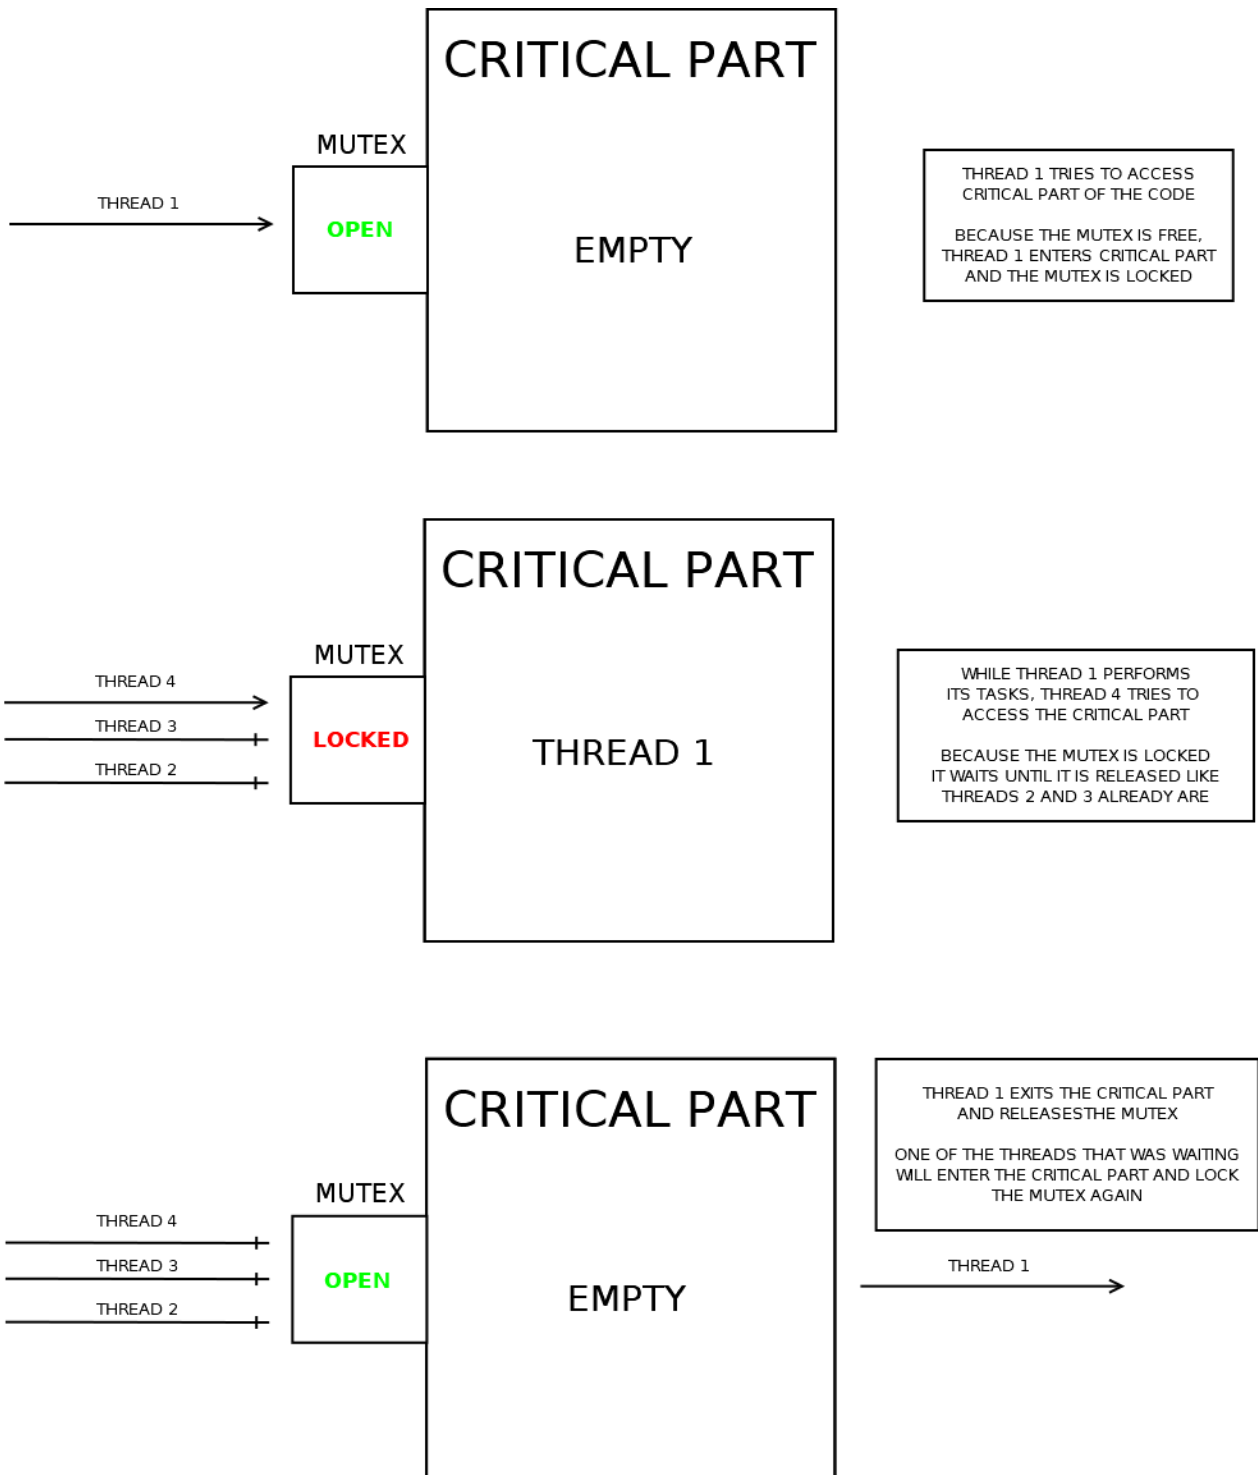 CRITICAL PART
MUTEX
THREAD 1
OPEN
EMPTY
THREAD 1 TRIES TO ACCESS
CRITICAL PART OF THE CODE
BECAUSE THE MUTEX IS FREE,
THREAD 1 ENTERS CRITICAL PART
AND THE MUTEX IS LOCKED
CRITICAL PART
MUTEX
THREAD 4
THREAD 3
THREAD 2
LOCKED
THREAD 1
WHILE THREAD 1 PERFORMS
ITS TASKS, THREAD 4 TRIES TO
ACCESS THE CRITICAL PART
BECAUSE THE MUTEX IS LOCKED
IT WAITS UNTIL IT IS RELEASED LIKE
THREADS 2 AND 3 ALREADY ARE
CRITICAL PART
MUTEX
THREAD 4
THREAD 3
THREAD 2
OPEN
EMPTY
THREAD 1 EXITS THE CRITICAL PART
AND RELEASESTHE MUTEX
ONE OF THE THREADS THAT WAS WAITING
WILL ENTER THE CRITICAL PART AND LOCK
THE MUTEX AGAIN
THREAD 1